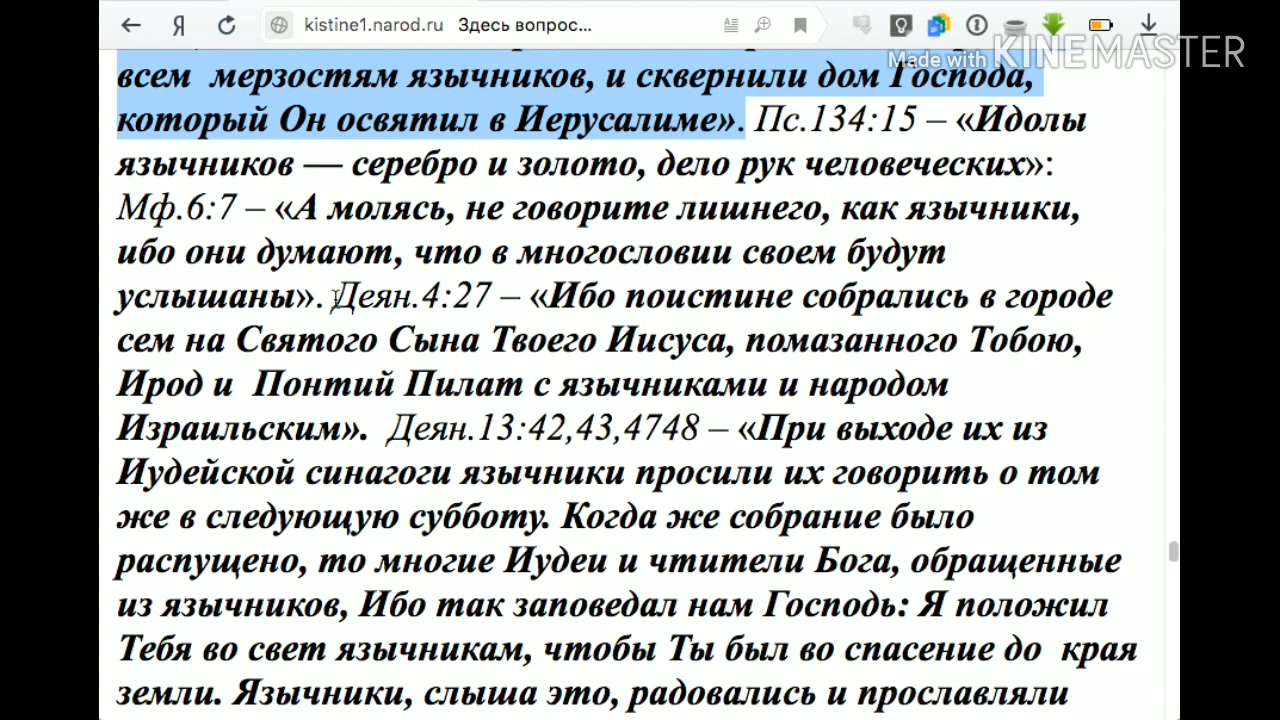 kistine1.narod.ru Здесь вопрос...
Made with KINEMASTER
всем мерзостям язычников, и сквернили дом Господа,
который Он освятил в Иерусалиме». Пс.134:15 – «Идолы
язычников — серебро и золото, дело рук человеческих»:
Мф.6:7 – «А молясь, не говорите лишнего, как язычники,
ибо они думают, что в многословии своем будут
услышаны». Деян.4:27 – «Ибо поистине собрались в городе
сем на Святого Сына Твоего Иисуса, помазанного Тобою,
Ирод и Понтий Пилат с язычниками и народом
Израильским». Деян.13:42,43,4748 – «При выходе их из
Иудейской синагоги язычники просили их говорить о том
же в следующую субботу. Когда же собрание было
распущено, то многие Иудеи и чтители Бога, обращенные
из язычников, Ибо так заповедал нам Господь: Я положил
Тебя во свет язычникам, чтобы Ты был во спасение до края
земли. Язычники, слыша это, радовались и прославляли